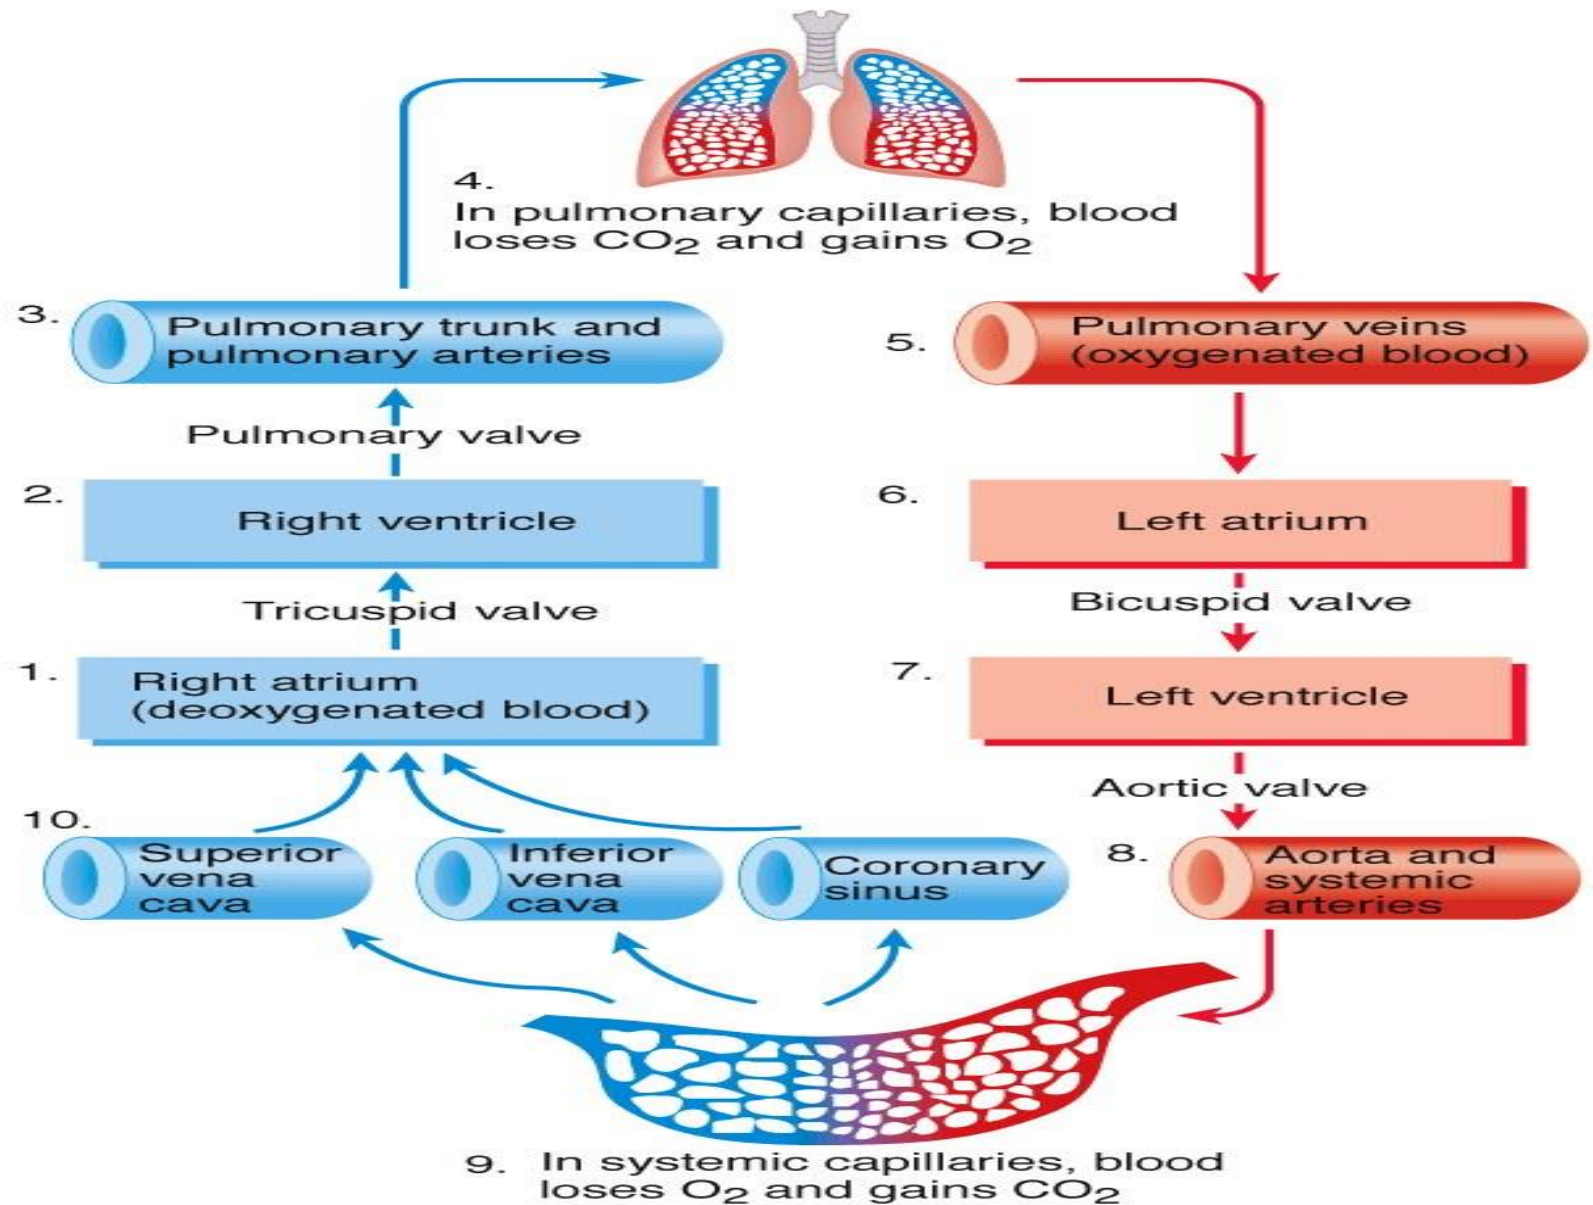 4.
In pulmonary capillaries, blood
loses CO2 and gains O2
3.
Pulmonary trunk and
pulmonary arteries
5.
Pulmonary veins
(oxygenated blood)
Pulmonary valve
2.
Right ventricle
6.
Left atrium
Tricuspid valve
Bicuspid valve
1.
Right atrium
(deoxygenated blood)
7.
Left ventricle
Aortic valve
10.
Superior
vena
cava
Inferior
vena
cava
Coronary
sinus
8.
Aorta and
systemic
arteries
9. In systemic capillaries, blood
loses O2 and gains CO2